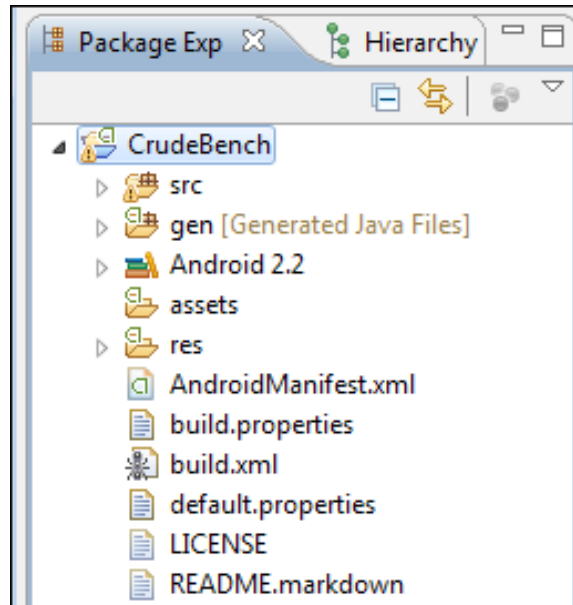 Package Exp Hierarchy
CrudeBench
src
gen [Generated Java Files]
Android 2.2
assets
res
AndroidManifest.xml
build.properties
build.xml
default.properties
LICENSE
README.markdown